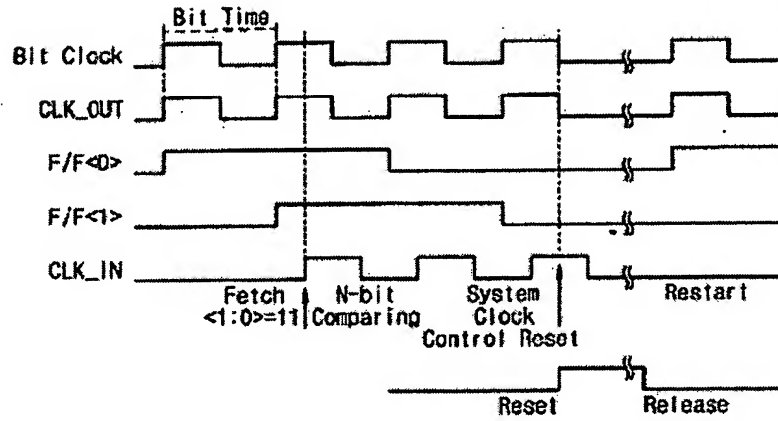 Bit Time
Bit Clock
CLK_OUT
F/F<0>
F/F<1>
CLK_IN
Fetch
<1:0>=11
N-bit
Comparing
System
Clock
Control Reset
Restart
Reset
Release